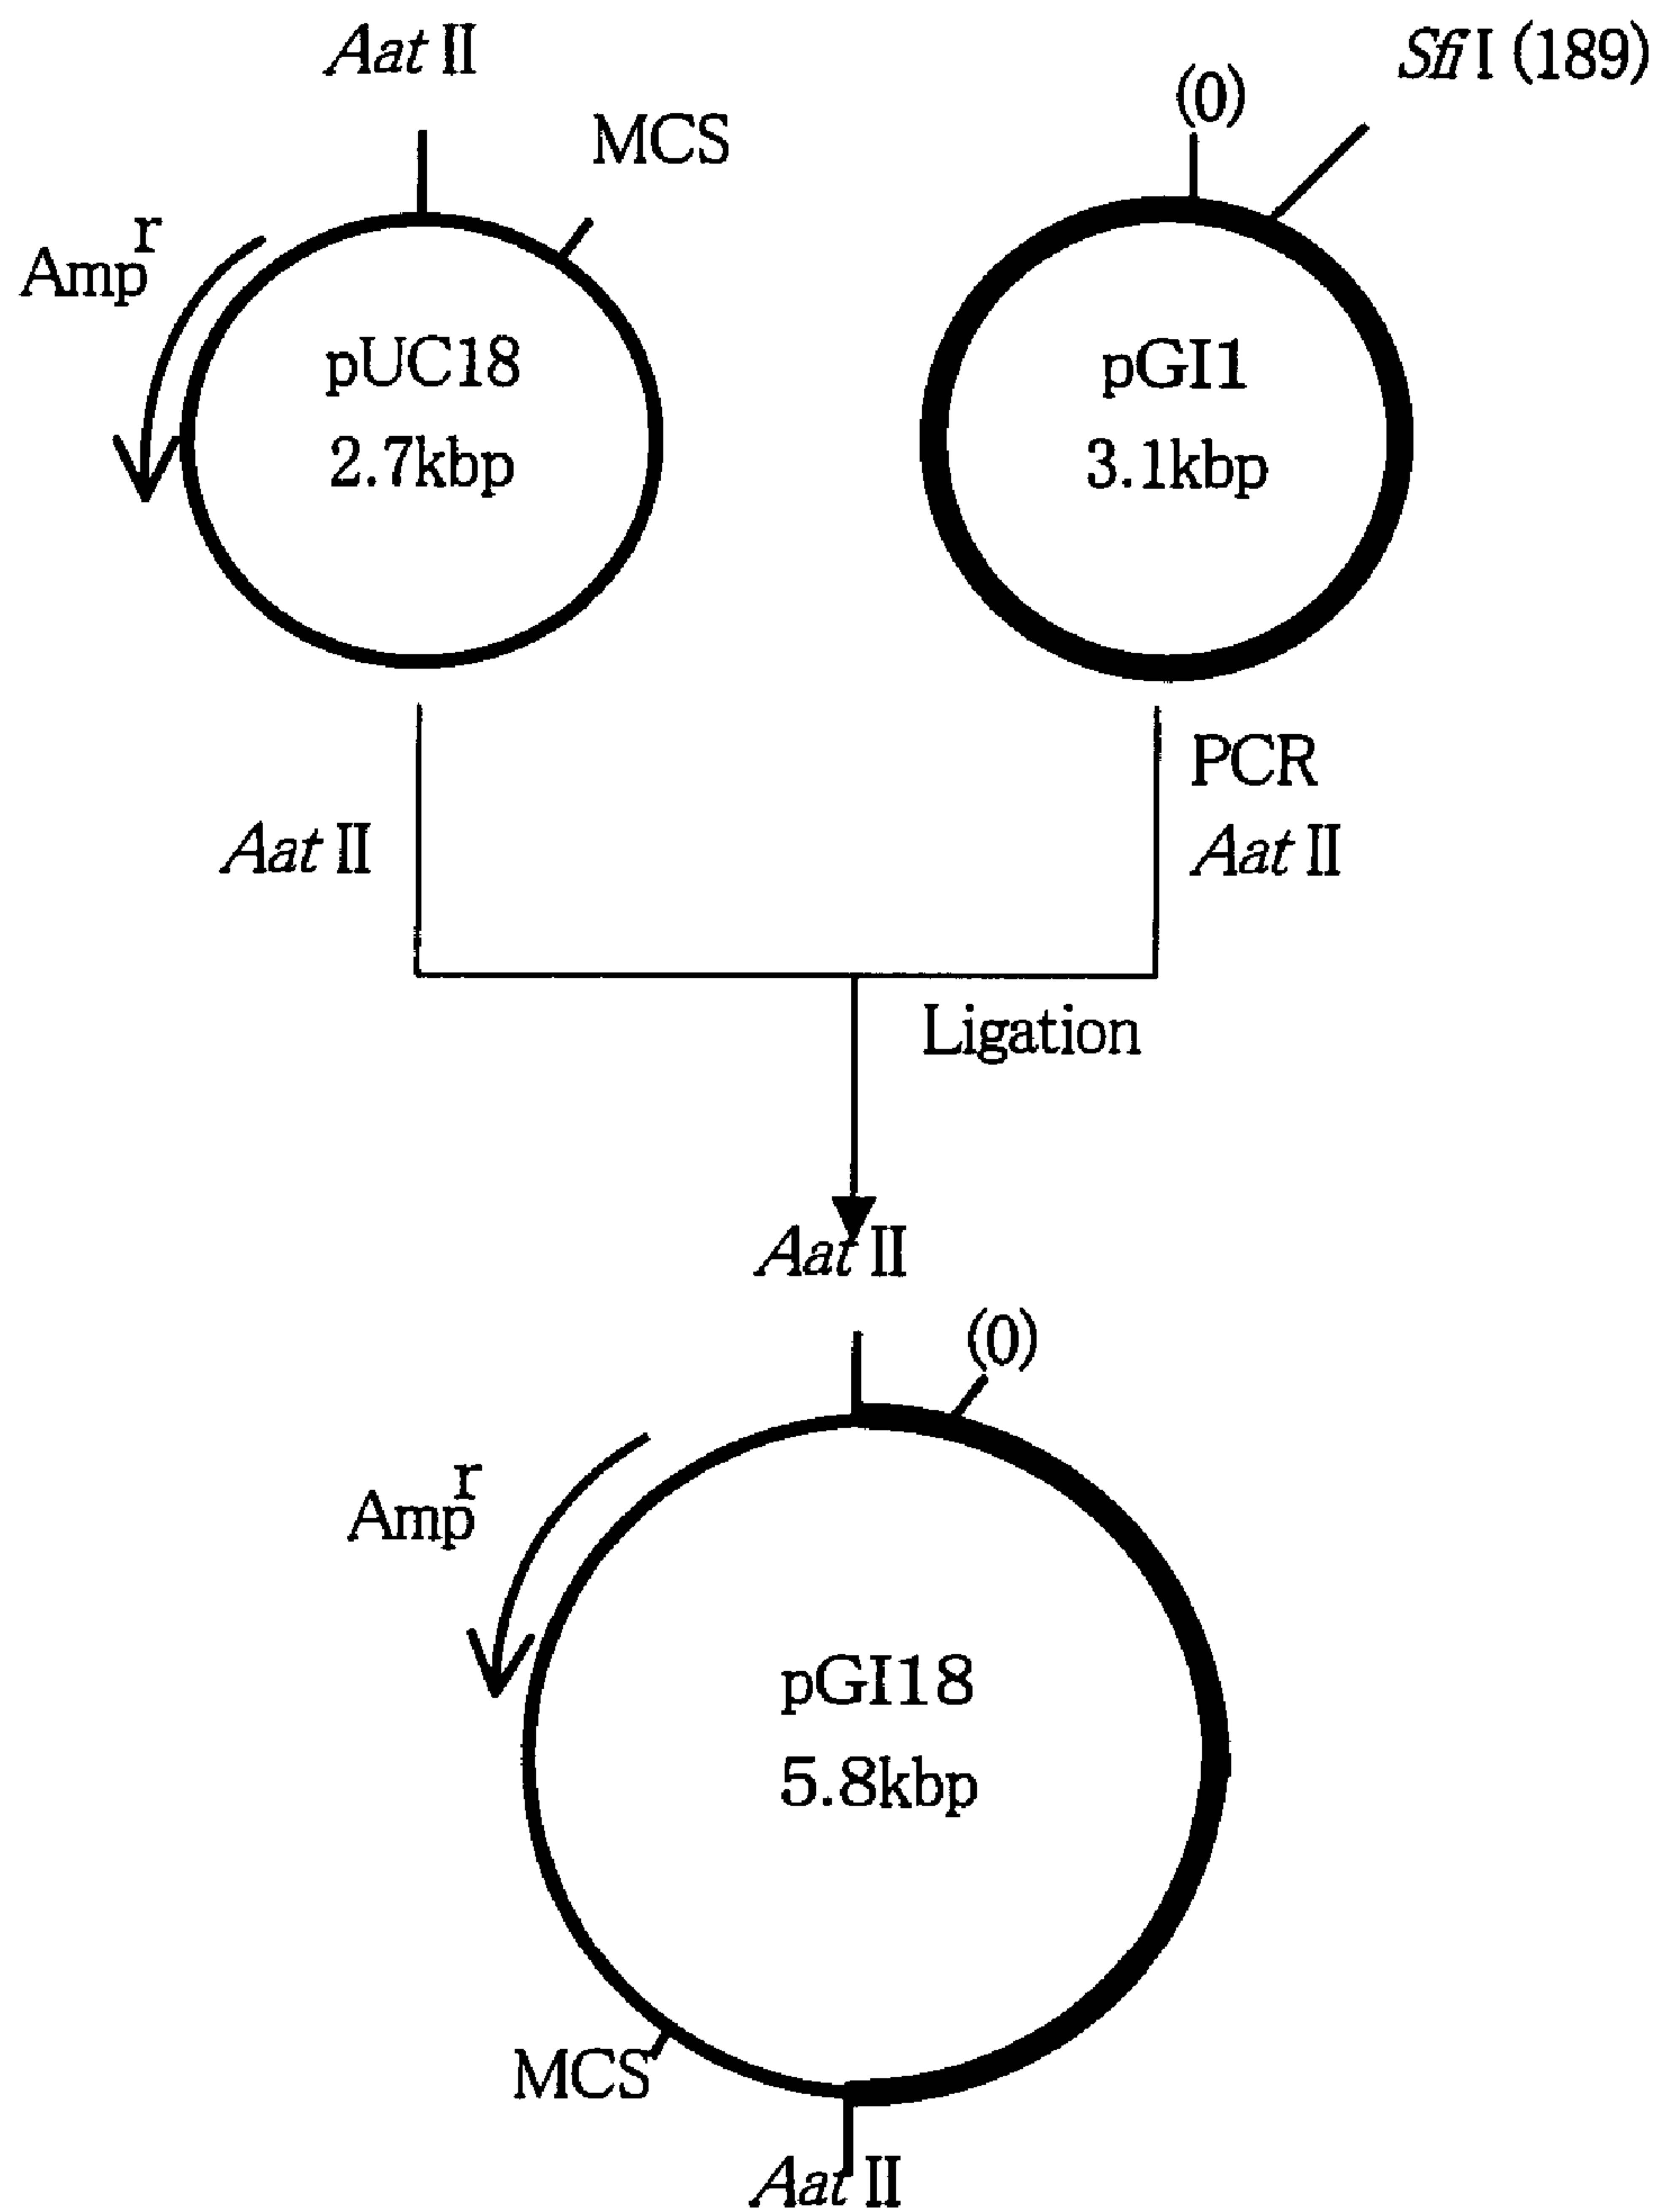 Aat II
MCS
Amp r
pUC18
2.7kbp
(0)
Sfi I (189)
pGI1
3.1kbp
Aat II
PCR
Aat II
Ligation
Aat II
(0)
Amp r
pGI18
5.8kbp
MCS
Aat II